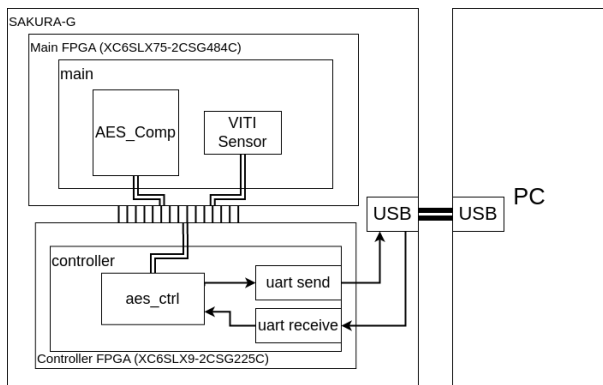 SAKURA-G
Main FPGA (XC6SLX75-2CSG484C)
main
AES_Comp
VITI
Sensor
USB
USB
PC
controller
aes_ctrl
uart send
uart receive
Controller FPGA (XC6SLX9-2CSG225C)